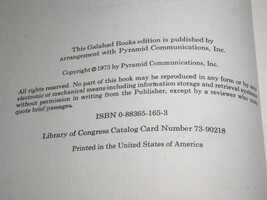 This Galahad Books edition is published by
arrangement with Pyramid Communications, Inc.
Copyright © 1973 by Pyramid Communications, Inc.
All rights reserved. No part of this book may be reproduced in any form or by any
electronic or mechanical means including information storage and retrieval systems
without permission in writing from the Publisher, except by a reviewer who may
quote brief passages.
ISBN 0-88365-165-3
Library of Congress Catalog Card Number 73-90218
Printed in the United States of America